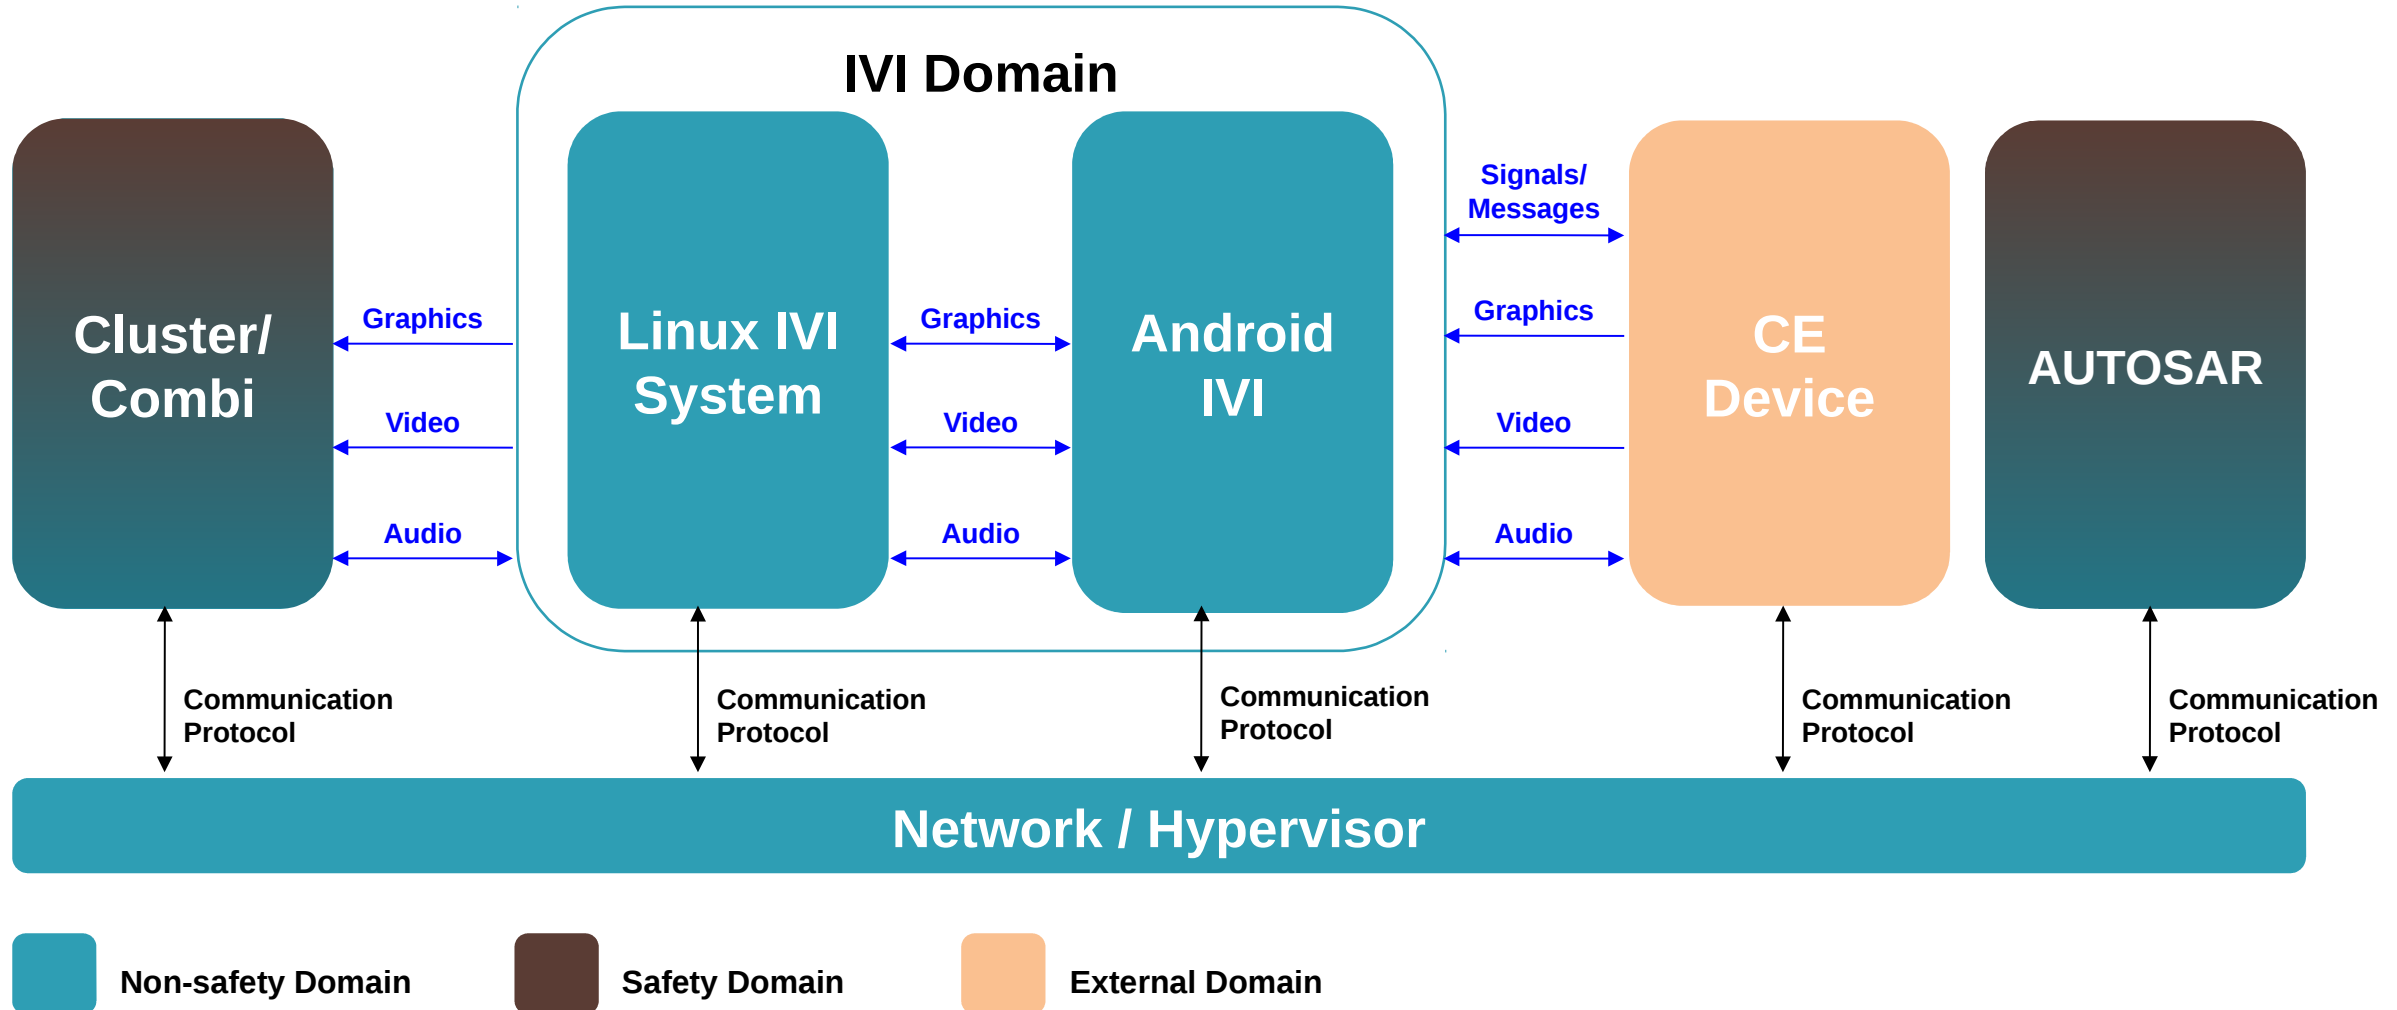 IVI Domain
Cluster/
Combi
Graphics
Video
Audio
Linux IVI
System
Graphics
Video
Audio
Android
IVI
Signals/
Messages
Graphics
Video
Audio
CE
Device
AUTOSAR
Communication
Protocol
Communication
Protocol
Communication
Protocol
Communication
Protocol
Communication
Protocol
Network / Hypervisor
Non-safety Domain
Safety Domain
External Domain